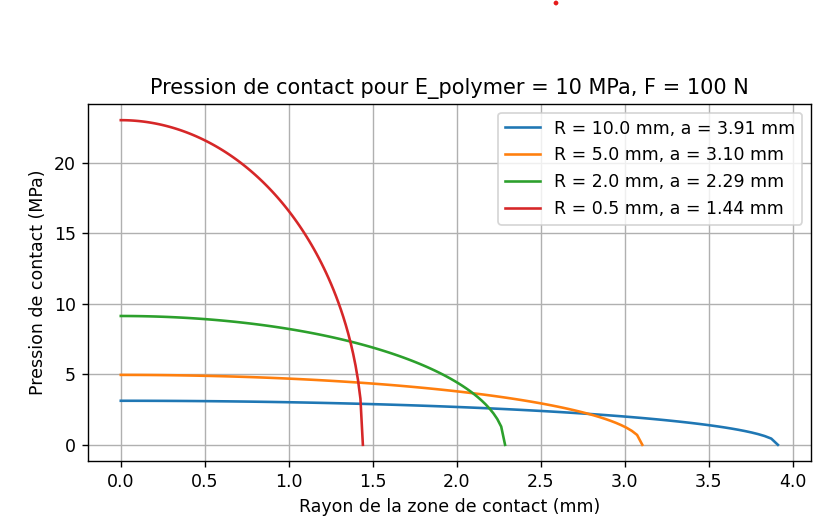 Pression de contact pour E_polymer = 10 MPa, F = 100 N
R = 10.0 mm, a = 3.91 mm
R = 5.0 mm, a = 3.10 mm
R = 2.0 mm, a = 2.29 mm
R = 0.5 mm, a = 1.44 mm
Pression de contact (MPa)
20
15
10
5
0
0.0 0.5 1.0 1.5 2.0 2.5 3.0 3.5 4.0
Rayon de la zone de contact (mm)